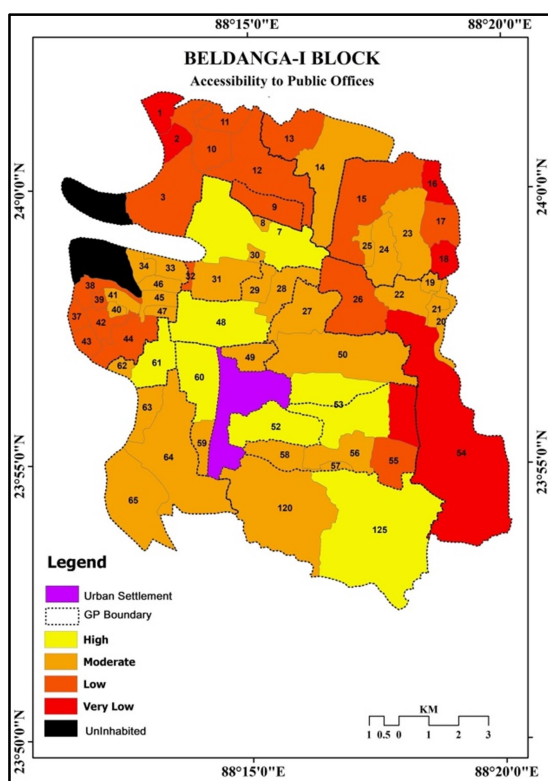 88°15'0"E
88°20'0"E
BELDANGA-I BLOCK
Accessibility to Public Offices
24°0'0"N
24°0'0"N
1
11
2
13
10
14
12
16
3
15
9
17
23
8
7
25
24
18
30
34
33
32
31
19
38
46
28
22
41
45
29
26
39
40
47
27
21
37
42
48
20
43
44
49
50
62
61
60
53
63
52
54
59
58
56
55
64
57
65
120
125
23°55'0"N
23°55'0"N
Legend
Urban Settlement
GP Boundary
High
Moderate
Low
Very Low
UnInhabited
KM
1 0.5 0 1 2 3
23°50'0"N
23°50'0"N
88°15'0"E
88°20'0"E